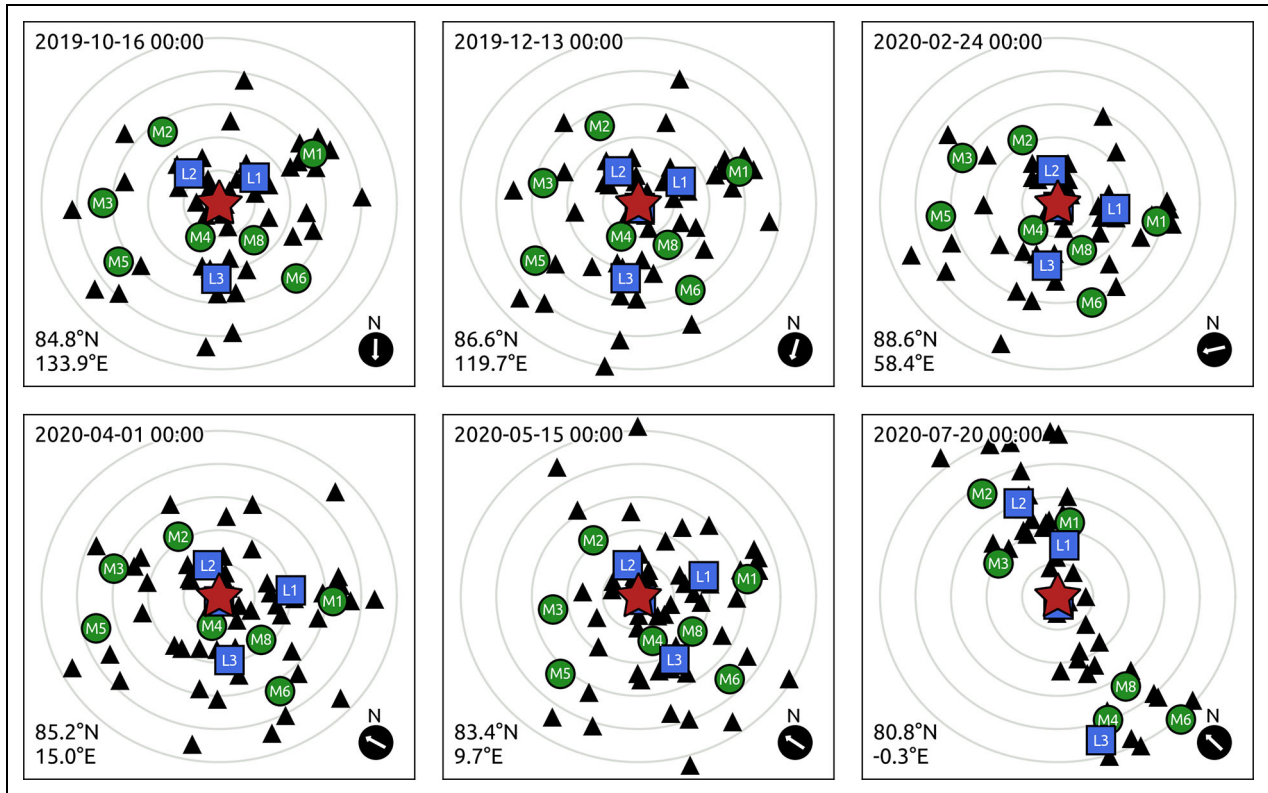 2019-10-16 00:00
M2
M1
L2
L1
M3
M4
M8
M5
L3
M6
N
84.8°N
133.9°E
2019-12-13 00:00
M2
L2
M1
L1
M3
M4
M8
M5
L3
M6
N
86.6°N
119.7°E
2020-02-24 00:00
M2
M3
L2
L1
M5
M1
M4
M8
L3
M6
N
88.6°N
58.4°E
2020-04-01 00:00
M2
L2
M3
L1
M1
M5
M4
M8
L3
M6
N
85.2°N
15.0°E
2020-05-15 00:00
M2
L2
L1
M1
M3
M8
M4
L3
M5
M6
N
83.4°N
9.7°E
2020-07-20 00:00
M2
L2
M1
L1
M3
M8
M4
M6
L3
N
80.8°N
-0.3°E